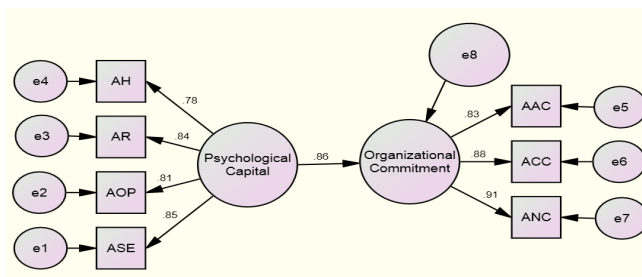 e8
e4
AH
.78
AAC
e5
.83
e3
AR
.84
Psychological
Capital
.86
Organizational
Commitment
.88
ACC
e6
e2
AOP
.81
.91
ANC
e7
.85
e1
ASE